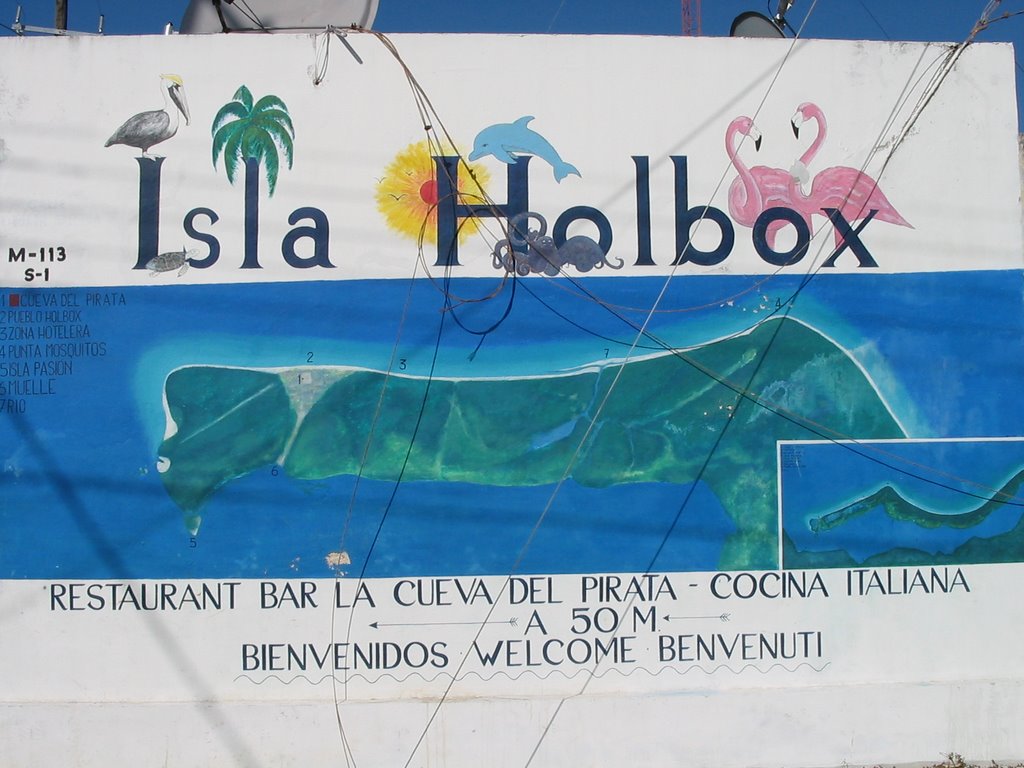 Isla Holbox
M-113
S-1
1 CUEVA DEL PIRATA
2 PUEBLO HOLBOX
3 ZONA HOTELERA
4 PUNTA MOSQUITOS
5 ISLA PASION
6 MUELLE
7 RIO
4
2
3
7
1
6
5
RESTAURANT BAR LA CUEVA DEL PIRATA - COCINA ITALIANA
A 50 M.
BIENVENIDOS WELCOME BENVENUTI